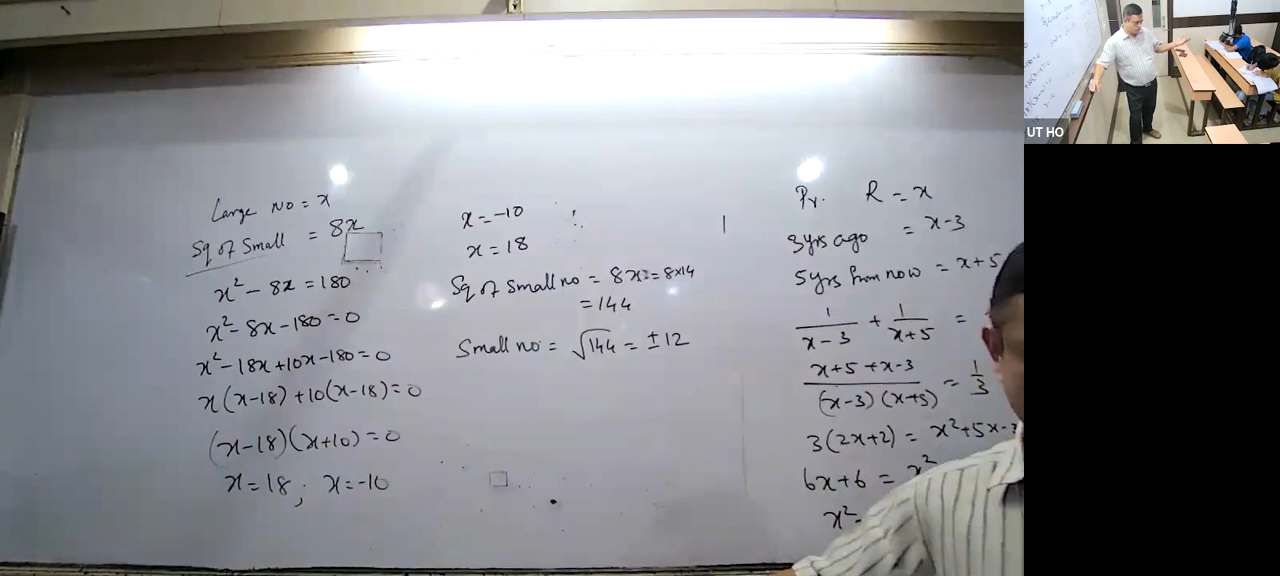 Large No = x
Sq of Small = 8x
x² - 8x = 180
x² - 8x - 180 = 0
x² - 18x + 10x - 180 = 0
x(x-18) + 10(x-18) = 0
(x-18)(x+10) = 0
x = 18 ; x = -10
x = -10
x = 18
Sq of Small no = 8x = 8x14
= 144
Small no = √144 = ± 12
Pr. R = x
3yrs ago = x-3
5yrs from now = x+5
1/(x-3) + 1/(x+5) =
(x+5+x-3)/((x-3)(x+5)) = 1/3
3(2x+2) = x²+5x-3
6x+6 = x²
x² -
UT HO